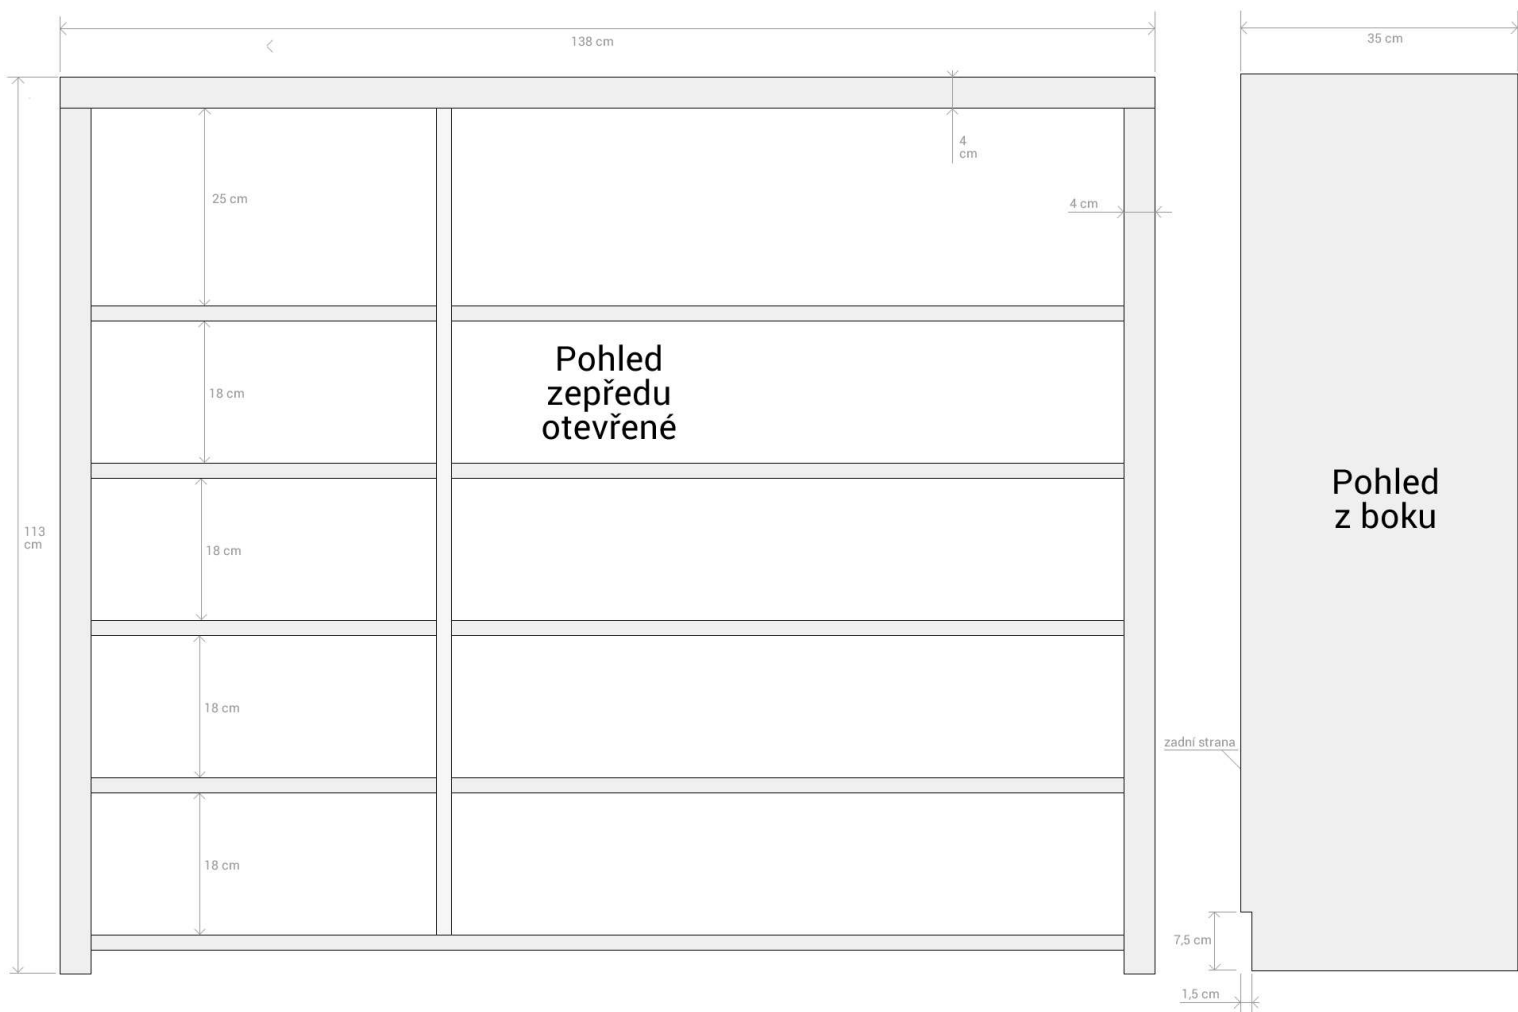 138 cm
35 cm
4
cm
25 cm
4 cm
Pohled
zepředu
otevřené
18 cm
Pohled
z boku
113
cm
18 cm
18 cm
zadní strana
18 cm
7,5 cm
1,5 cm